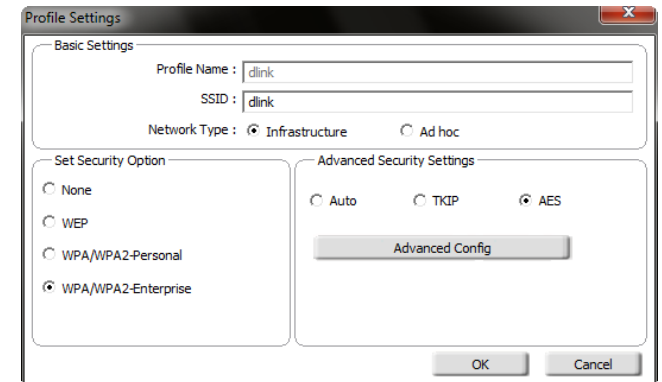 Profile Settings
Basic Settings
Profile Name : dlink
SSID : dlink
Network Type : Infrastructure Ad hoc
Set Security Option
None
WEP
WPA/WPA2-Personal
WPA/WPA2-Enterprise
Advanced Security Settings
Auto TKIP AES
Advanced Config
OK Cancel